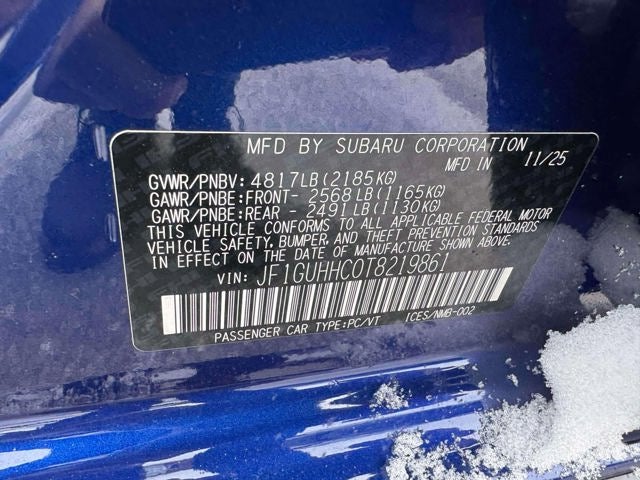 MFD BY SUBARU CORPORATION
MFD IN 11/25
GVWR/PNBV: 4817LB(2185KG)
GAWR/PNBE:FRONT- 2568LB(1165KG)
GAWR/PNBE:REAR - 2491LB(1130KG)
THIS VEHICLE CONFORMS TO ALL APPLICABLE FEDERAL MOTOR
VEHICLE SAFETY, BUMPER, AND THEFT PREVENTION STANDARDS
IN EFFECT ON THE DATE OF MANUFACTURE SHOWN ABOVE.
VIN: JF1GUHHC0T8219861
PASSENGER CAR TYPE:PC/VT ICES/NMB-002